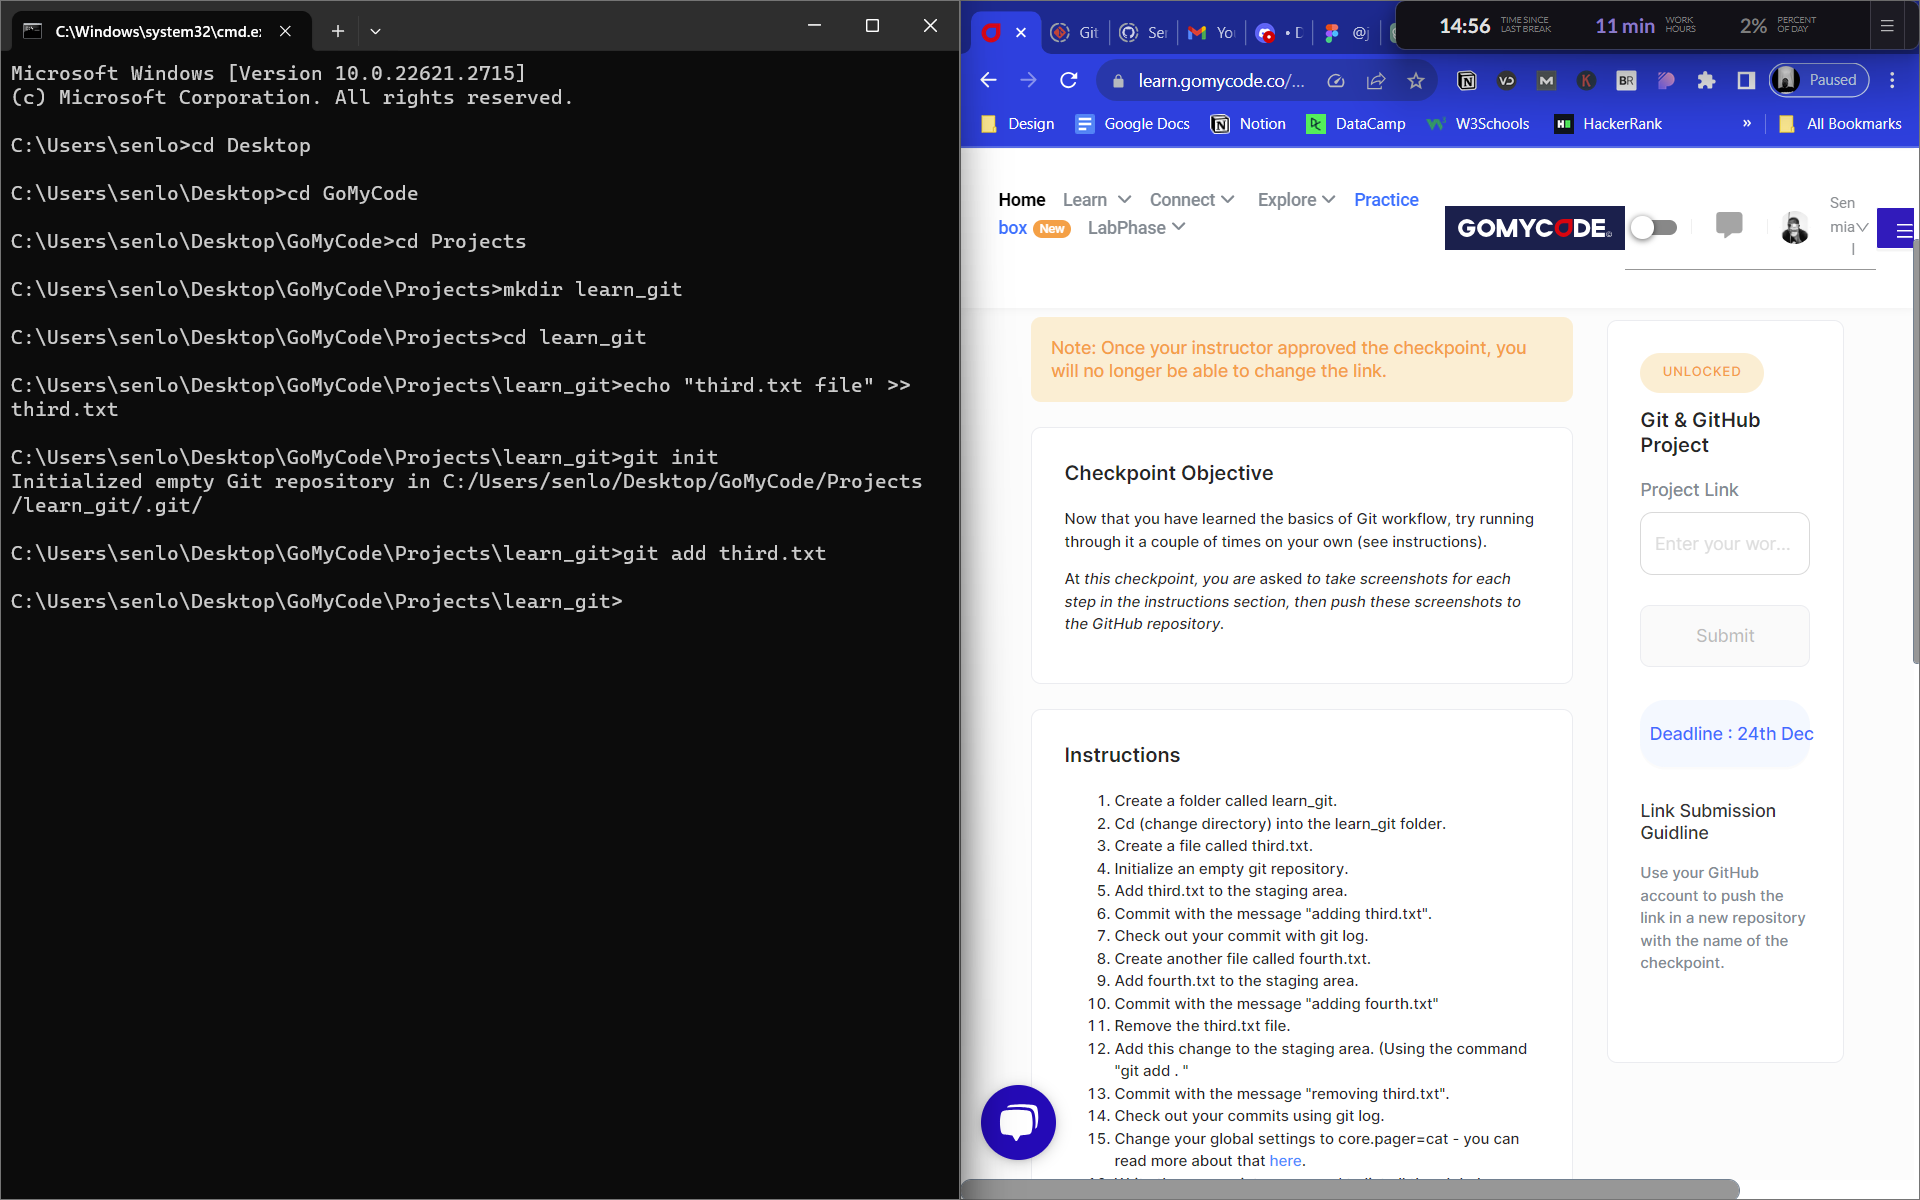 C:\Windows\system32\cmd.e
Microsoft Windows [Version 10.0.22621.2715]
(c) Microsoft Corporation. All rights reserved.
C:\Users\senlo>cd Desktop
C:\Users\senlo\Desktop>cd GoMyCode
C:\Users\senlo\Desktop\GoMyCode>cd Projects
C:\Users\senlo\Desktop\GoMyCode\Projects>mkdir learn_git
C:\Users\senlo\Desktop\GoMyCode\Projects>cd learn_git
C:\Users\senlo\Desktop\GoMyCode\Projects\learn_git>echo "third.txt file" >>
third.txt
C:\Users\senlo\Desktop\GoMyCode\Projects\learn_git>git init
Initialized empty Git repository in C:/Users/senlo/Desktop/GoMyCode/Projects
/learn_git/.git/
C:\Users\senlo\Desktop\GoMyCode\Projects\learn_git>git add third.txt
C:\Users\senlo\Desktop\GoMyCode\Projects\learn_git>
Git
Ser
Yo
@j
14:56 TIME SINCE LAST BREAK
11 min WORK HOURS
2% PERCENT OF DAY
learn.gomycode.co/...
Paused
Design
Google Docs
Notion
DataCamp
W3Schools
HackerRank
»
All Bookmarks
Home Learn Connect Explore Practice
box New LabPhase
GOMYCODE
Sen
mia
l
Note: Once your instructor approved the checkpoint, you
will no longer be able to change the link.
Checkpoint Objective
Now that you have learned the basics of Git workflow, try running
through it a couple of times on your own (see instructions).
At this checkpoint, you are asked to take screenshots for each
step in the instructions section, then push these screenshots to
the GitHub repository.
Instructions
1. Create a folder called learn_git.
2. Cd (change directory) into the learn_git folder.
3. Create a file called third.txt.
4. Initialize an empty git repository.
5. Add third.txt to the staging area.
6. Commit with the message "adding third.txt".
7. Check out your commit with git log.
8. Create another file called fourth.txt.
9. Add fourth.txt to the staging area.
10. Commit with the message "adding fourth.txt"
11. Remove the third.txt file.
12. Add this change to the staging area. (Using the command
"git add . "
13. Commit with the message "removing third.txt".
14. Check out your commits using git log.
15. Change your global settings to core.pager=cat - you can
read more about that here.
UNLOCKED
Git & GitHub
Project
Project Link
Enter your wor...
Submit
Deadline : 24th Dec
Link Submission
Guidline
Use your GitHub
account to push the
link in a new repository
with the name of the
checkpoint.